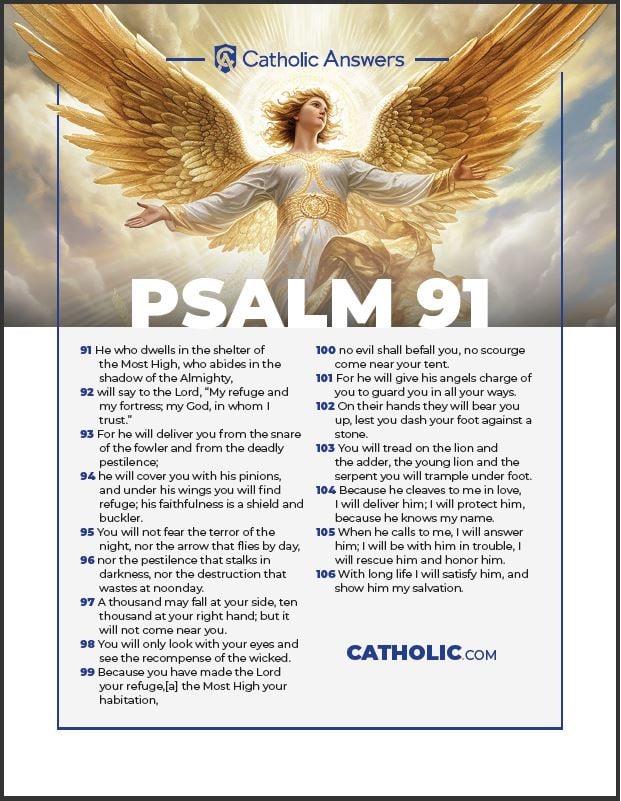 Catholic Answers
PSALM 91
91 He who dwells in the shelter of
the Most High, who abides in the
shadow of the Almighty,
92 will say to the Lord, “My refuge and
my fortress; my God, in whom I
trust.”
93 For he will deliver you from the snare
of the fowler and from the deadly
pestilence;
94 he will cover you with his pinions,
and under his wings you will find
refuge; his faithfulness is a shield and
buckler.
95 You will not fear the terror of the
night, nor the arrow that flies by day,
96 nor the pestilence that stalks in
darkness, nor the destruction that
wastes at noonday.
97 A thousand may fall at your side, ten
thousand at your right hand; but it
will not come near you.
98 You will only look with your eyes and
see the recompense of the wicked.
99 Because you have made the Lord
your refuge,[a] the Most High your
habitation,
100 no evil shall befall you, no scourge
come near your tent.
101 For he will give his angels charge of
you to guard you in all your ways.
102 On their hands they will bear you
up, lest you dash your foot against a
stone.
103 You will tread on the lion and
the adder, the young lion and the
serpent you will trample under foot.
104 Because he cleaves to me in love,
I will deliver him; I will protect him,
because he knows my name.
105 When he calls to me, I will answer
him; I will be with him in trouble, I
will rescue him and honor him.
106 With long life I will satisfy him, and
show him my salvation.
CATHOLIC.COM